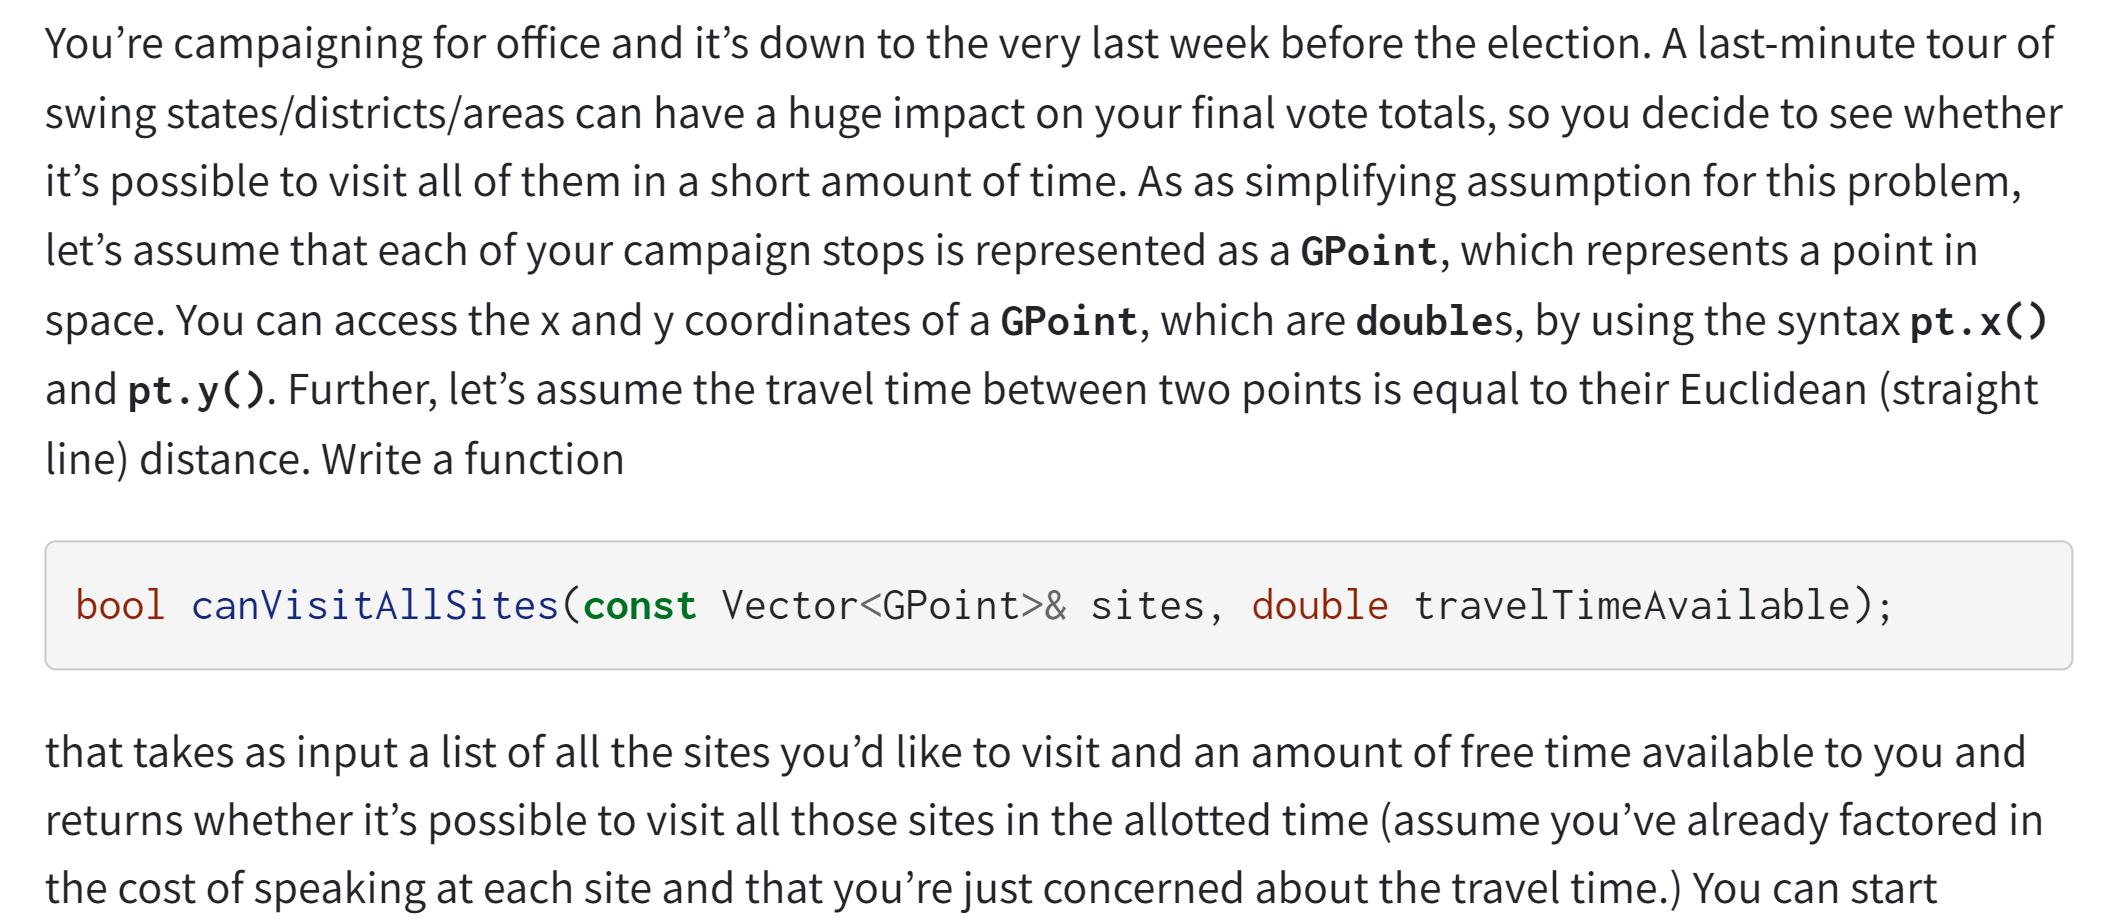 You’re campaigning for office and it’s down to the very last week before the election. A last-minute tour of
swing states/districts/areas can have a huge impact on your final vote totals, so you decide to see whether
it’s possible to visit all of them in a short amount of time. As as simplifying assumption for this problem,
let’s assume that each of your campaign stops is represented as a GPoint, which represents a point in
space. You can access the x and y coordinates of a GPoint, which are doubles, by using the syntax pt.x()
and pt.y(). Further, let’s assume the travel time between two points is equal to their Euclidean (straight
line) distance. Write a function
bool canVisitAllSites(const Vector<GPoint>& sites, double travelTimeAvailable);
that takes as input a list of all the sites you’d like to visit and an amount of free time available to you and
returns whether it’s possible to visit all those sites in the allotted time (assume you’ve already factored in
the cost of speaking at each site and that you’re just concerned about the travel time.) You can start